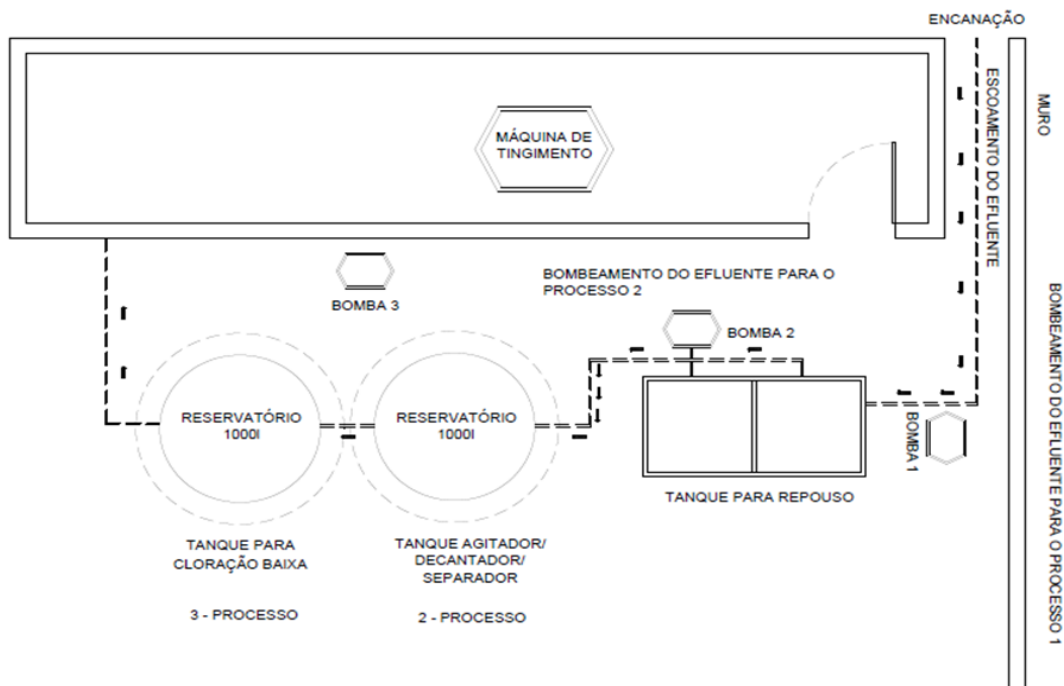 ENCANAÇÃO
ESCOAMENTO DO EFLUENTE
MURO
MÁQUINA DE
TINGIMENTO
BOMBA 3
BOMBEAMENTO DO EFLUENTE PARA O
PROCESSO 2
BOMBA 2
BOMBEAMENTO DO EFLUENTE PARA O PROCESSO 1
RESERVATÓRIO
1000l
RESERVATÓRIO
1000l
BOMBA 1
TANQUE PARA REPOUSO
TANQUE PARA
CLORAÇÃO BAIXA
TANQUE AGITADOR/
DECANTADOR/
SEPARADOR
3 - PROCESSO
2 - PROCESSO